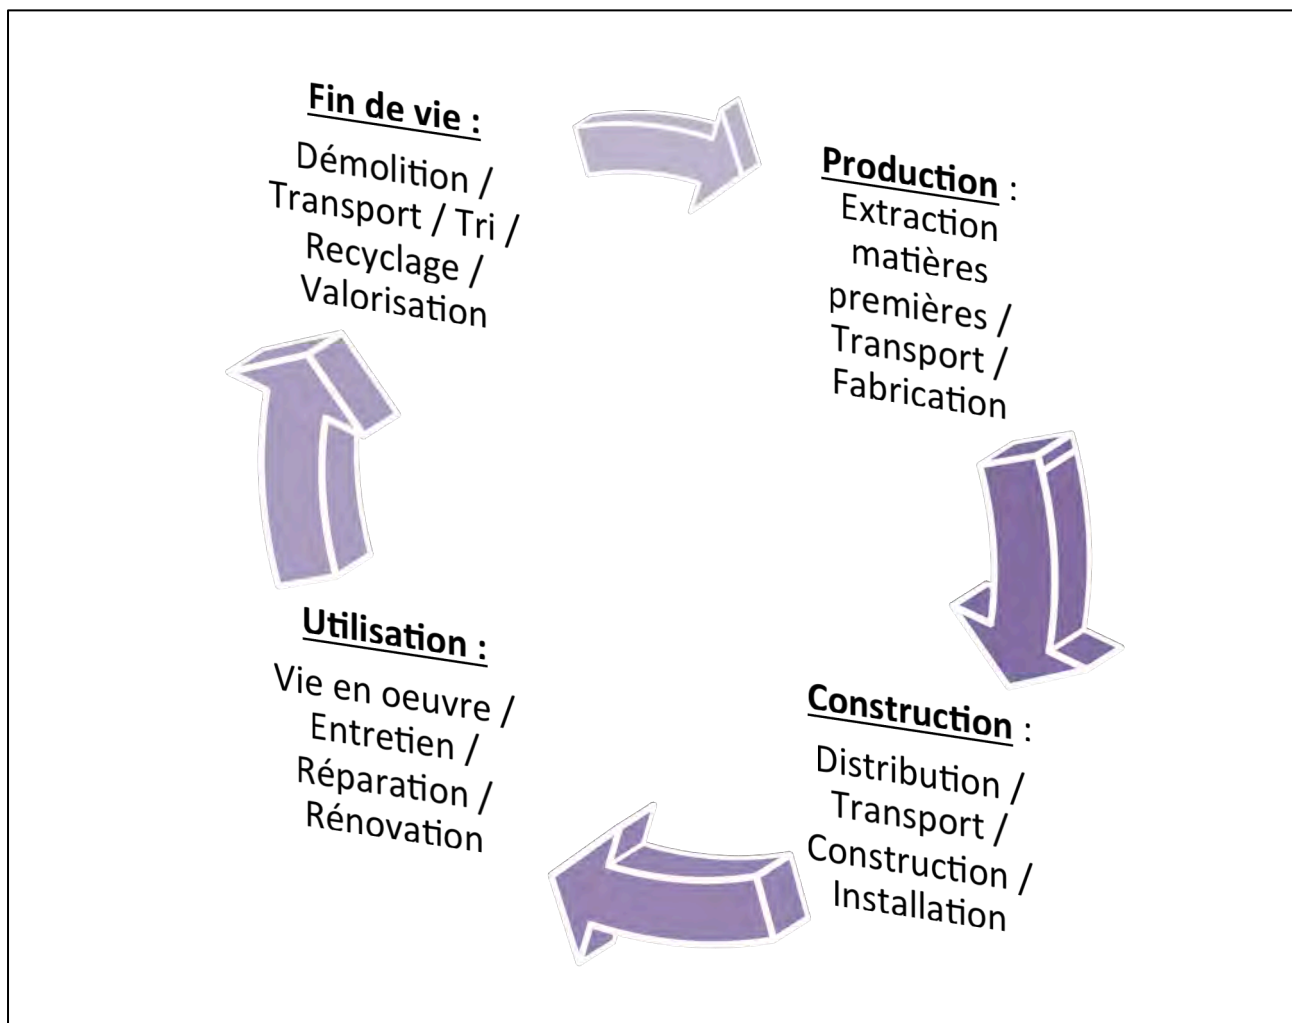 Fin de vie :
Démolition /
Transport / Tri /
Recyclage /
Valorisation
Production :
Extraction
matières
premières /
Transport /
Fabrication
Construction :
Distribution /
Transport /
Construction /
Installation
Utilisation :
Vie en oeuvre /
Entretien /
Réparation /
Rénovation